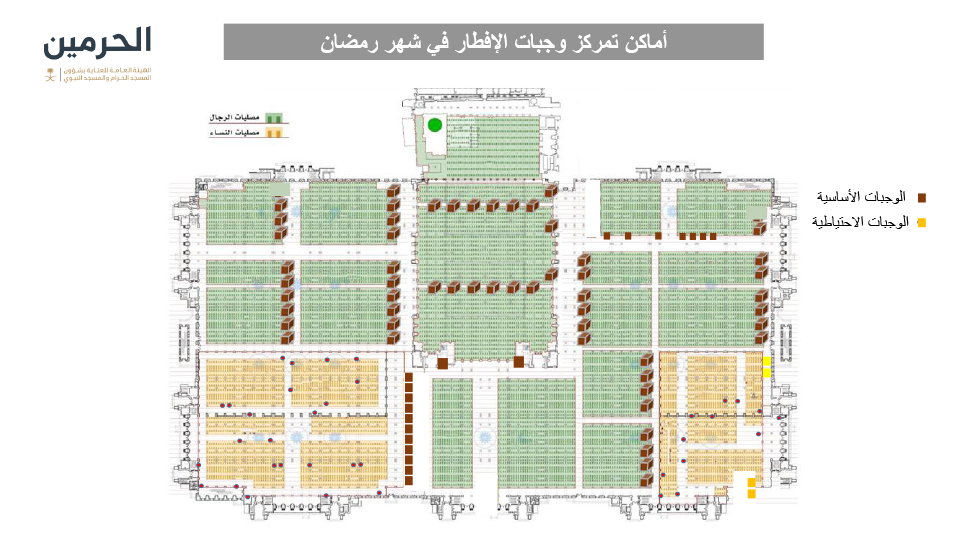 أماكن تمركز وجبات الإفطار في شهر رمضان
الحرمين
الهيئة العامة للعناية بشؤون
المسجد الحرام والمسجد النبوي
مصليات الرجال
مصليات النساء
الوجبات الأساسية
الوجبات الاحتياطية